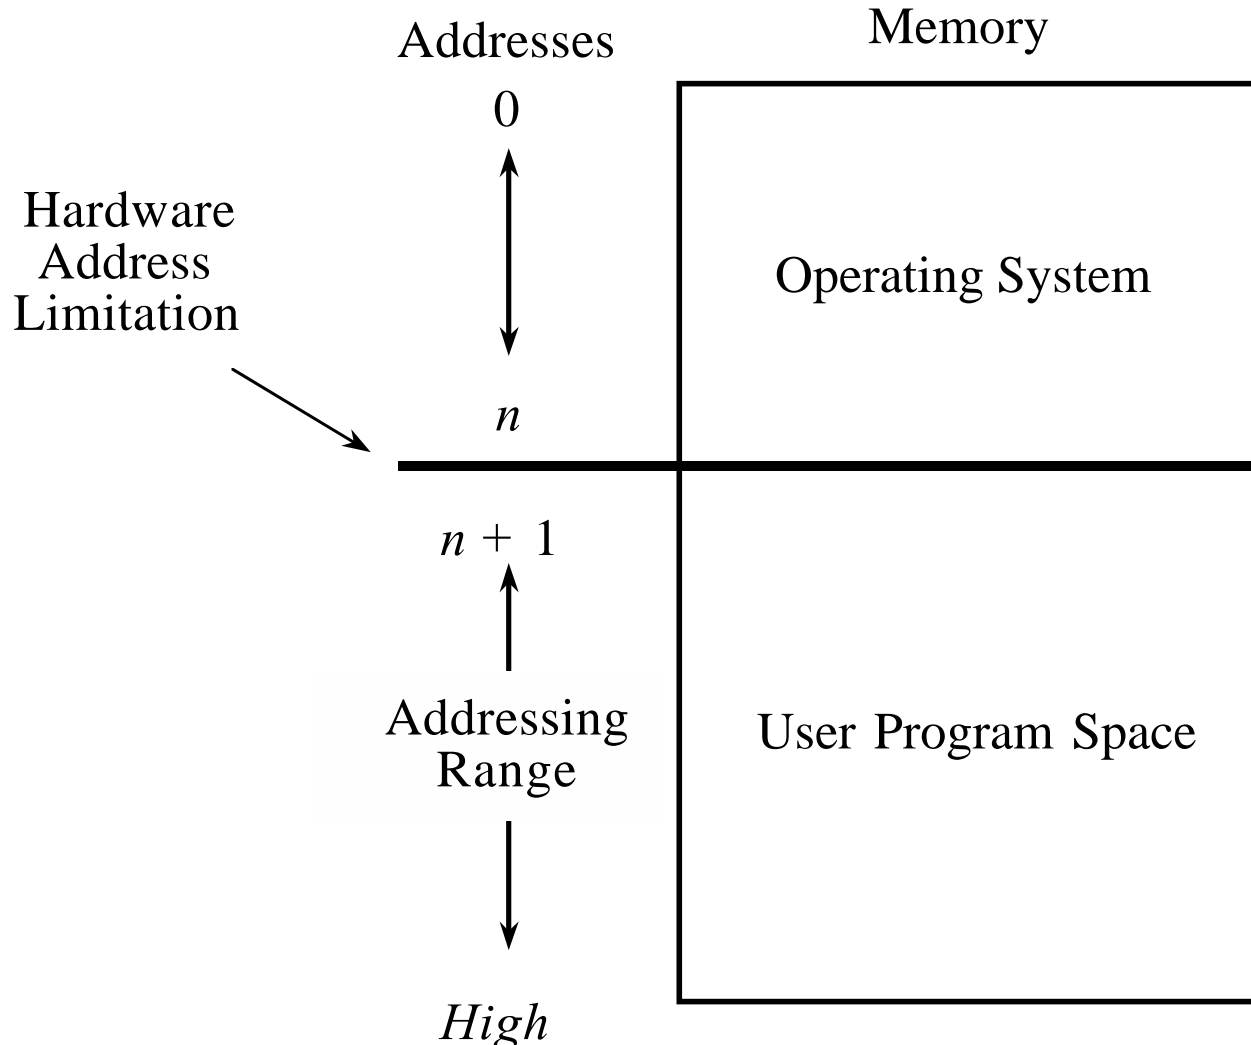 Addresses
Memory
0
Hardware
Address
Limitation
Operating System
n
n + 1
Addressing
Range
User Program Space
High